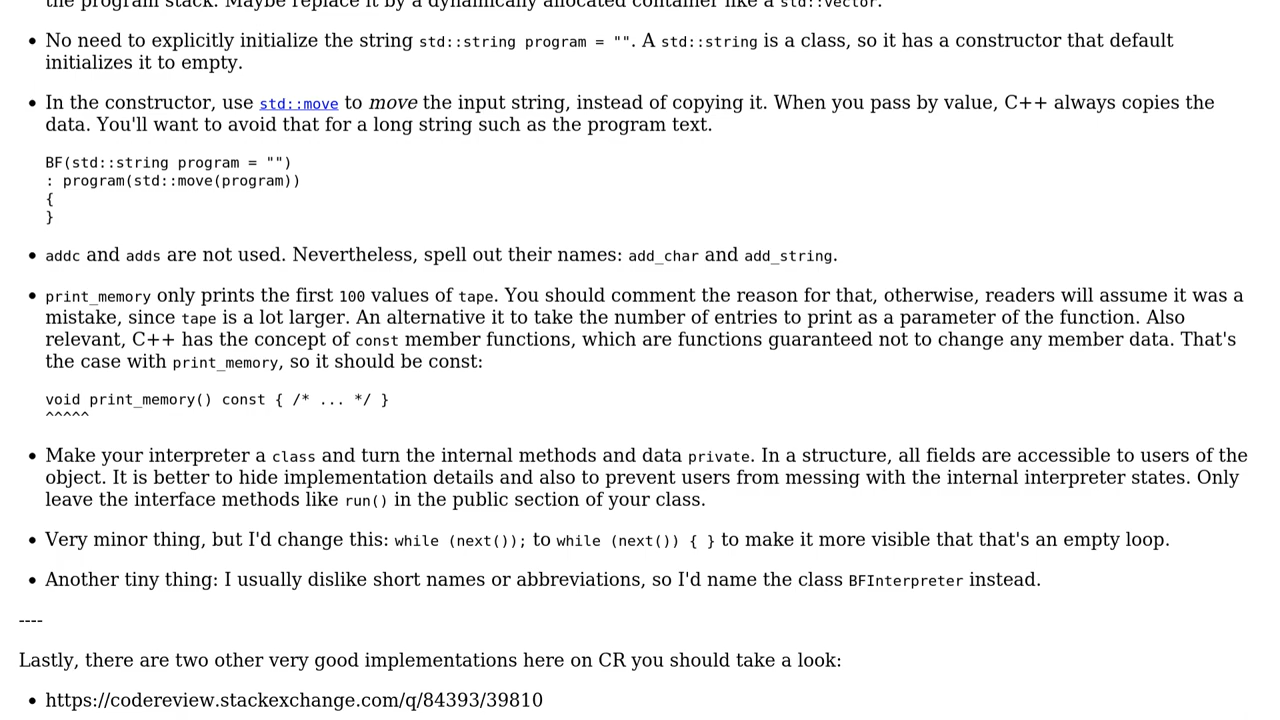 the program stack. Maybe replace it by a dynamically allocated container like a std::vector.
• No need to explicitly initialize the string std::string program = "". A std::string is a class, so it has a constructor that default
initializes it to empty.
• In the constructor, use std::move to move the input string, instead of copying it. When you pass by value, C++ always copies the
data. You'll want to avoid that for a long string such as the program text.
BF(std::string program = "")
: program(std::move(program))
{
}
• addc and adds are not used. Nevertheless, spell out their names: add_char and add_string.
• print_memory only prints the first 100 values of tape. You should comment the reason for that, otherwise, readers will assume it was a
mistake, since tape is a lot larger. An alternative it to take the number of entries to print as a parameter of the function. Also
relevant, C++ has the concept of const member functions, which are functions guaranteed not to change any member data. That's
the case with print_memory, so it should be const:
void print_memory() const { /* ... */ }
^^^^^
• Make your interpreter a class and turn the internal methods and data private. In a structure, all fields are accessible to users of the
object. It is better to hide implementation details and also to prevent users from messing with the internal interpreter states. Only
leave the interface methods like run() in the public section of your class.
• Very minor thing, but I'd change this: while (next()); to while (next()) { } to make it more visible that that's an empty loop.
• Another tiny thing: I usually dislike short names or abbreviations, so I'd name the class BFInterpreter instead.
----
Lastly, there are two other very good implementations here on CR you should take a look:
• https://codereview.stackexchange.com/q/84393/39810